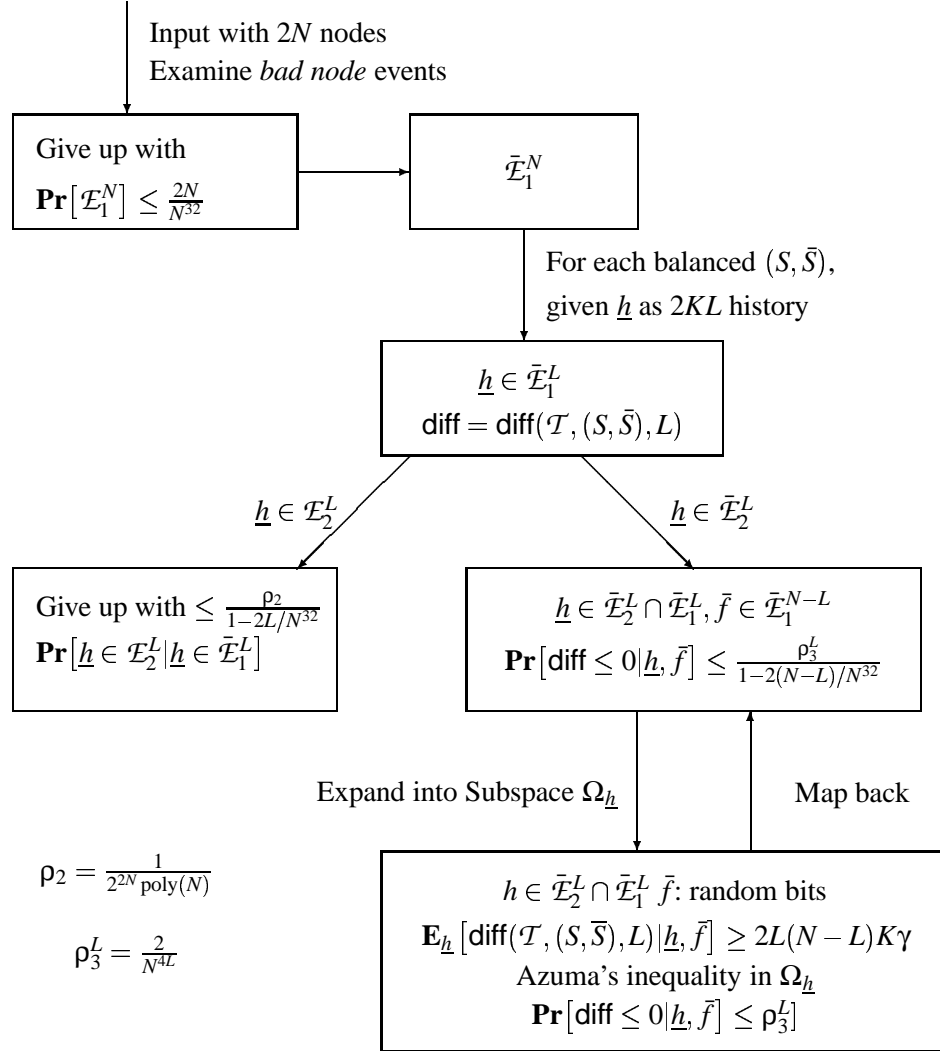 Input with 2N nodes
Examine bad node events
Give up with
Pr[ℰ₁ᴺ] ≤ 2N/N³²
ℰ̄₁ᴺ
For each balanced (S, S̄),
given h̲ as 2KL history
h̲ ∈ ℰ̄₁ᴸ
diff = diff(𝒯, (S, S̄), L)
h̲ ∈ ℰ₂ᴸ
h̲ ∈ ℰ̄₂ᴸ
Give up with ≤ ρ₂/(1−2L/N³²)
Pr[h̲ ∈ ℰ₂ᴸ|h̲ ∈ ℰ̄₁ᴸ]
h̲ ∈ ℰ̄₂ᴸ ∩ ℰ̄₁ᴸ, f̄ ∈ ℰ̄₁ᴺ⁻ᴸ
Pr[diff ≤ 0|h̲, f̄] ≤ ρ₃ᴸ/(1−2(N−L)/N³²)
Expand into Subspace Ω_h̲
Map back
ρ₂ = 1/(2²ᴺ poly(N))
ρ₃ᴸ = 2/N⁴ᴸ
h ∈ ℰ̄₂ᴸ ∩ ℰ̄₁ᴸ f̄: random bits
E_h̲ [diff(𝒯, (S, S̅), L)|h̲, f̄] ≥ 2L(N − L)Kγ
Azuma's inequality in Ω_h̲
Pr[diff ≤ 0|h̲, f̄] ≤ ρ₃ᴸ]